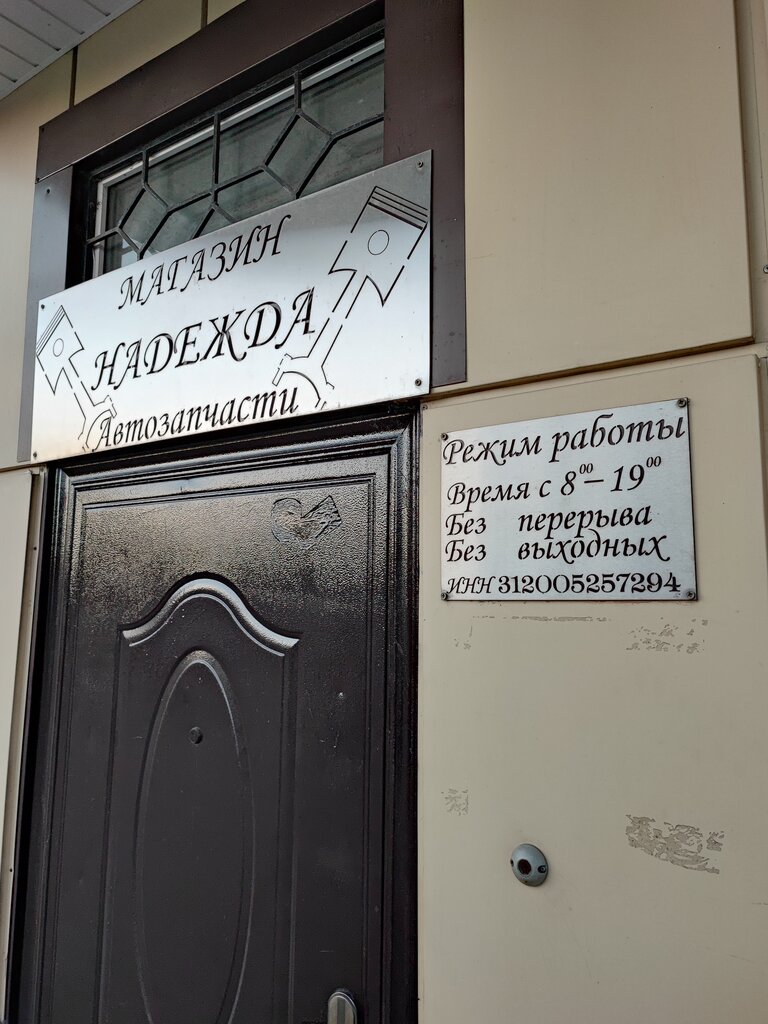 МАГАЗИН
НАДЕЖДА
Автозапчасти
Режим работы
Время с 8⁰⁰–19⁰⁰
Без перерыва
Без выходных
ИНН 312005257294